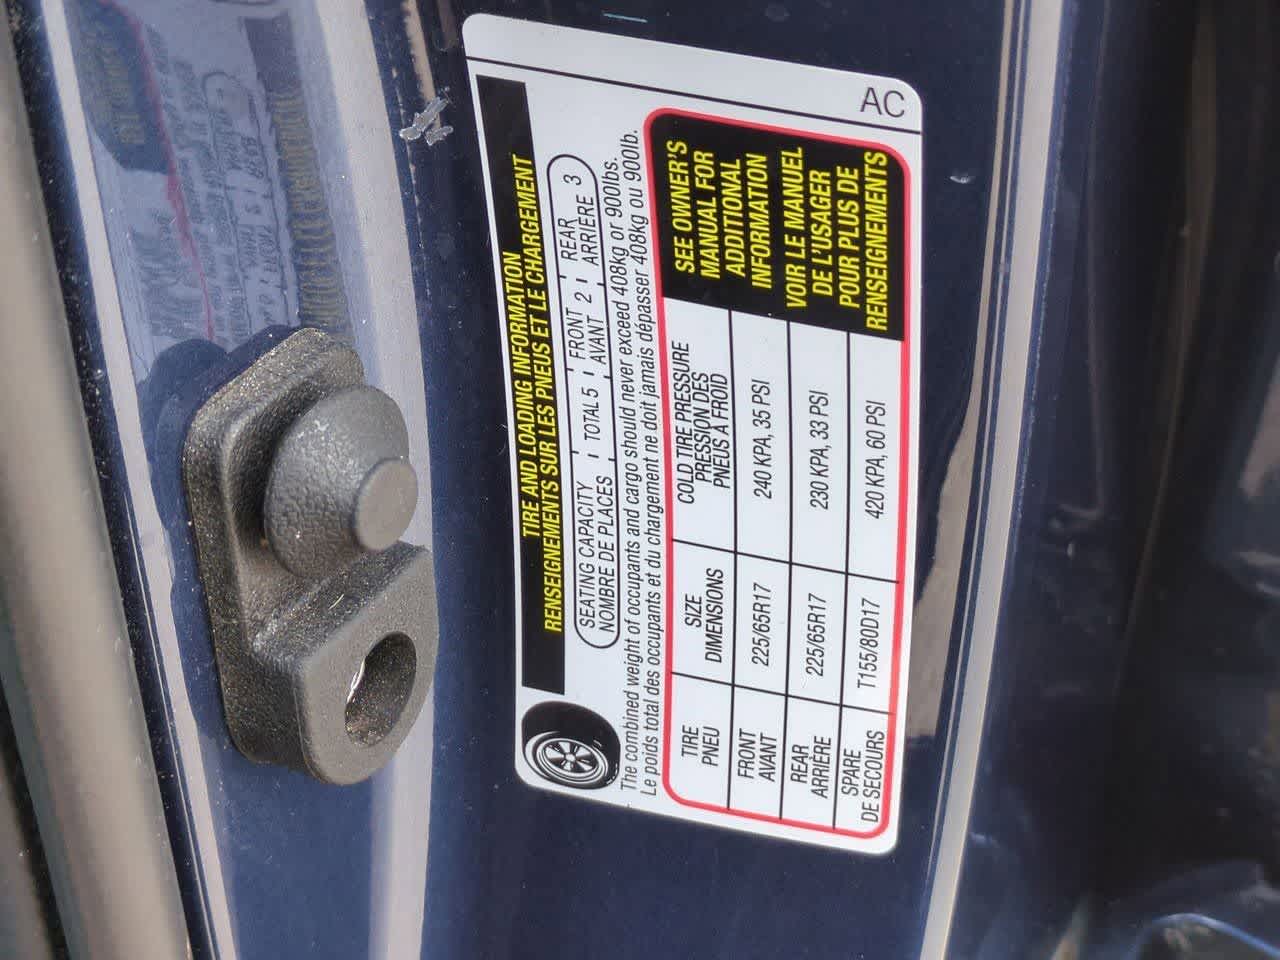 AC
TIRE AND LOADING INFORMATION
RENSEIGNEMENTS SUR LES PNEUS ET LE CHARGEMENT
SEATING CAPACITY
NOMBRE DE PLACES
TOTAL 5
FRONT
AVANT 2
REAR
ARRIÈRE 3
The combined weight of occupants and cargo should never exceed 408kg or 900lbs.
Le poids total des occupants et du chargement ne doit jamais dépasser 408kg ou 900lb.
TIRE
PNEU
SIZE
DIMENSIONS
COLD TIRE PRESSURE
PRESSION DES
PNEUS À FROID
FRONT
AVANT
225/65R17
240 KPA, 35 PSI
REAR
ARRIÈRE
225/65R17
230 KPA, 33 PSI
SPARE
DE SECOURS
T155/80D17
420 KPA, 60 PSI
SEE OWNER'S
MANUAL FOR
ADDITIONAL
INFORMATION
VOIR LE MANUEL
DE L'USAGER
POUR PLUS DE
RENSEIGNEMENTS